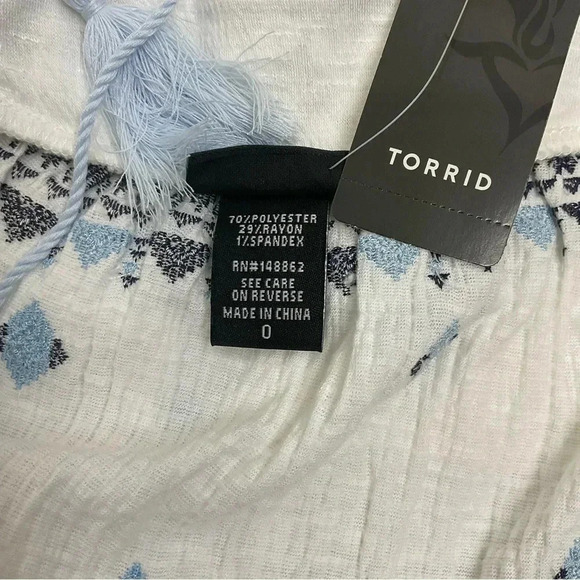 TORRID
70%POLYESTER
29%RAYON
1%SPANDEX
RN#148862
SEE CARE
ON REVERSE
MADE IN CHINA
0